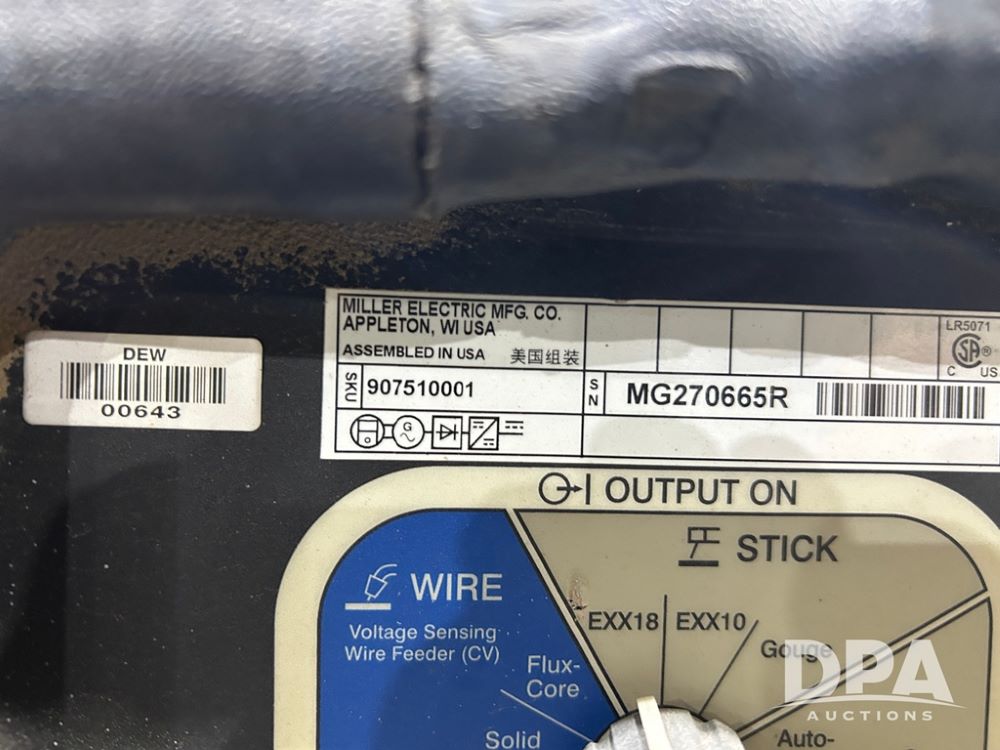 MILLER ELECTRIC MFG. CO.
APPLETON, WI USA
ASSEMBLED IN USA 美国组装
LR5071
SA ®
C US
SKU 907510001
SN MG270665R
G
DEW
00643
OUTPUT ON
WIRE
Voltage Sensing
Wire Feeder (CV)
Flux-
Core
Solid
STICK
EXX18 EXX10
Gouge
Auto-
DPA
AUCTIONS